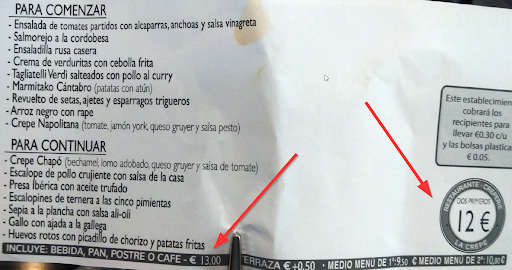 PARA COMENZAR
- Ensalada de tomates partidos con alcaparras, anchoas y salsa vinagreta
- Salmorejo a la cordobesa
- Ensaladilla rusa casera
- Crema de verduritas con cebolla frita
- Tagliatelli Verdi salteados con pollo al curry
- Marmitako Cántabro (patatas con atún)
- Revuelto de setas, ajetes y esparragos trigueros
- Arroz negro con rape
- Crepe Napolitana (tomate, jamón york, queso gruyer y salsa pesto)
PARA CONTINUAR
- Crepe Chapó (bechamel, lomo adobado, queso gruyer y salsa de tomate)
- Escalope de pollo crujiente con salsa de la casa
- Presa Ibérica con aceite trufado
- Escalopines de ternera a las cinco pimientas
- Sepia a la plancha con salsa ali-oli
- Gallo con ajada a la gallega
- Huevos rotos con picadillo de chorizo y patatas fritas
INCLUYE: BEBIDA, PAN, POSTRE O CAFE - € 13,00 TERRAZA € +0,50 • MEDIO MENÚ DE 1º: 9,50 € MEDIO MENÚ DE 2º: 10,80 €
Este establecimien
cobrará los
recipientes para
llevar €0.30 c/u
y las bolsas plastica
€ 0.05.
RESTAURANTE - CREPERIE
DOS PRIMEROS
12 €
LA CREPE